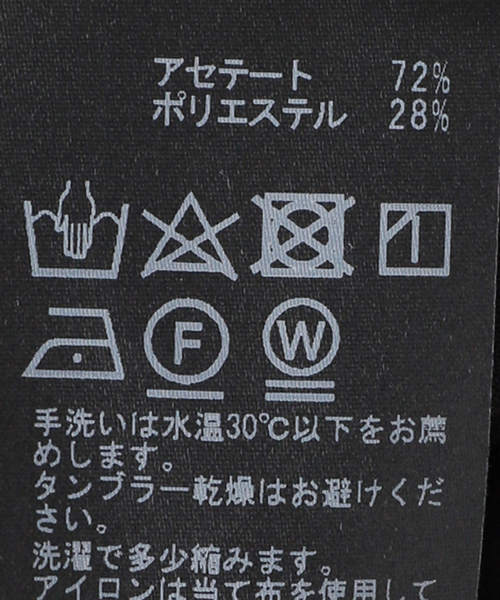 アセテート 72%
ポリエステル 28%
F W
手洗いは水温30℃以下をお薦
めします。
タンブラー乾燥はお避けくだ
さい。
洗濯で多少縮みます。
アイロンは当て布を使用して